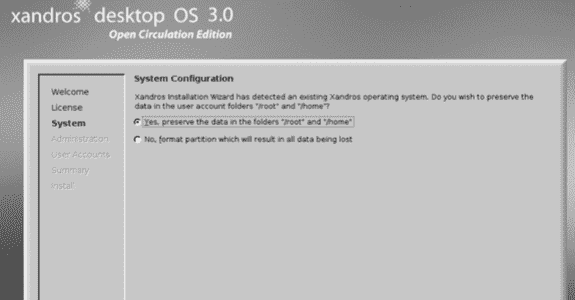 xandros desktop OS 3.0
Open Circulation Edition
Welcome
License
System
Administration
User Accounts
Summary
Install
System Configuration
Xandros Installation Wizard has detected an existing Xandros operating system. Do you wish to preserve the
data in the user account folders "/root" and "/home"?
Yes, preserve the data in the folders "/root" and "/home"
No, format partition which will result in all data being lost